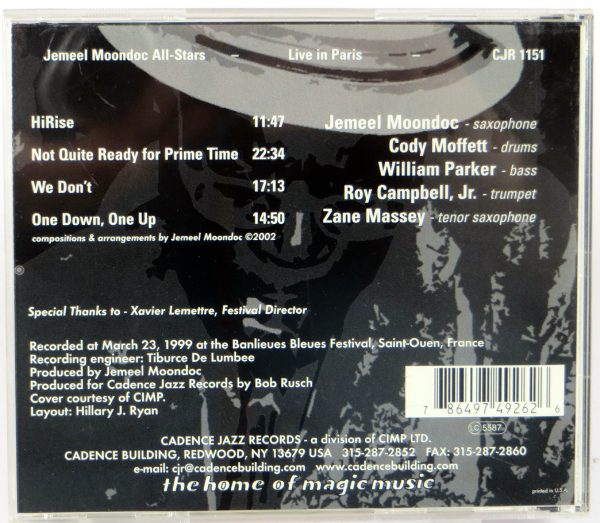 Jemeel Moondoc All-Stars – Live in Paris – CJR 1151
HiRise 11:47
Not Quite Ready for Prime Time 22:34
We Don't 17:13
One Down, One Up 14:50
compositions & arrangements by Jemeel Moondoc ©2002
Jemeel Moondoc - saxophone
Cody Moffett - drums
William Parker - bass
Roy Campbell, Jr. - trumpet
Zane Massey - tenor saxophone
Special Thanks to - Xavier Lemettre, Festival Director
Recorded at March 23, 1999 at the Banlieues Bleues Festival, Saint-Ouen, France
Recording engineer: Tiburce De Lumbee
Produced by Jemeel Moondoc
Produced for Cadence Jazz Records by Bob Rusch
Cover courtesy of CIMP.
Layout: Hillary J. Ryan
7 86497 49262 6
LC 5587
CADENCE JAZZ RECORDS - a division of CIMP LTD.
CADENCE BUILDING, REDWOOD, NY 13679 USA 315-287-2852 FAX: 315-287-2860
e-mail: cjr@cadencebuilding.com www.cadencebuilding.com
the home of magic music
printed in U.S.A.